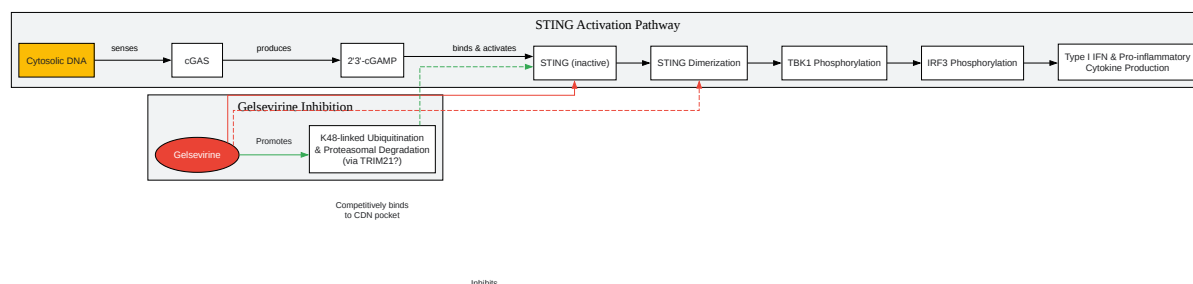 STING Activation Pathway
Cytosolic DNA
senses
cGAS
produces
2'3'-cGAMP
binds & activates
STING (inactive)
STING Dimerization
TBK1 Phosphorylation
IRF3 Phosphorylation
Type I IFN & Pro-inflammatory
Cytokine Production
Gelsevirine Inhibition
Gelsevirine
Promotes
K48-linked Ubiquitination
& Proteasomal Degradation
(via TRIM21?)
Competitively binds
to CDN pocket
Inhibits